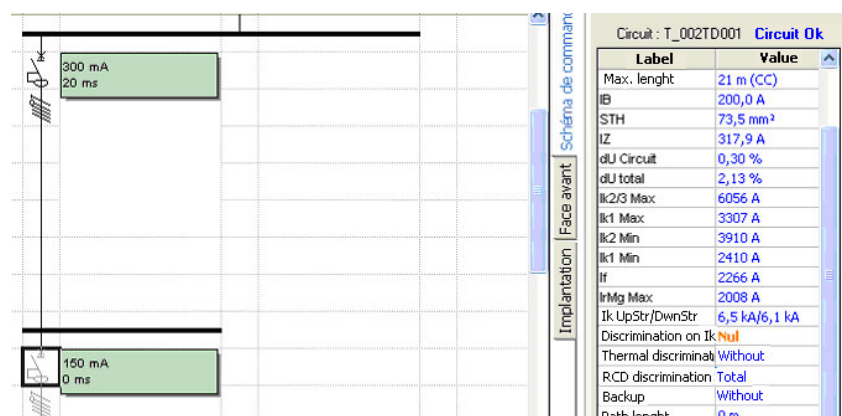 300 mA
20 ms
150 mA
0 ms
Schéma de command
Face avant
Implantation
Circuit : T_002TD001 Circuit Ok
Label Value
Max. lenght 21 m (CC)
IB 200,0 A
STH 73,5 mm²
IZ 317,9 A
dU Circuit 0,30 %
dU total 2,13 %
Ik2/3 Max 6056 A
Ik1 Max 3307 A
Ik2 Min 3910 A
Ik1 Min 2410 A
If 2266 A
IrMg Max 2008 A
Ik UpStr/DwnStr 6,5 kA/6,1 kA
Discrimination on Ik Nul
Thermal discriminati Without
RCD discrimination Total
Backup Without
Path lenght 0 m